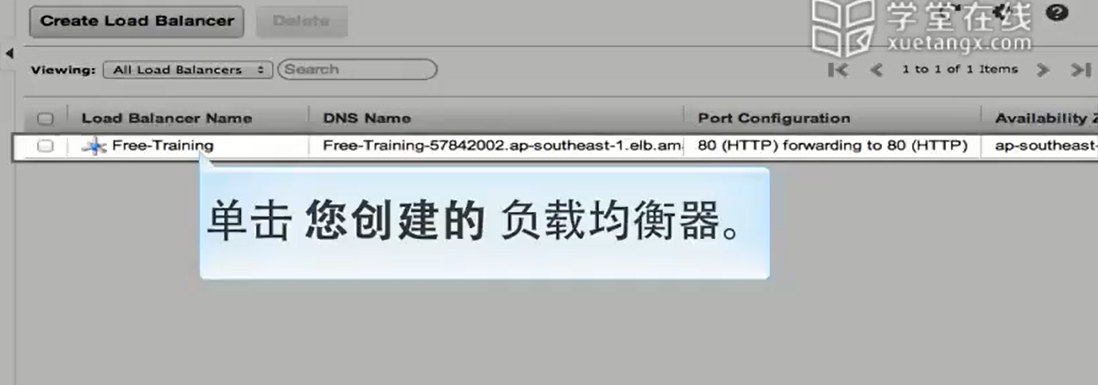 Create Load Balancer Delete
学堂在线
xuetangx.com
Viewing: All Load Balancers Search 1 to 1 of 1 Items
Load Balancer Name DNS Name Port Configuration Availability Z
Free-Training Free-Training-57842002.ap-southeast-1.elb.am 80 (HTTP) forwarding to 80 (HTTP) ap-southeast-
单击 您创建的 负载均衡器。